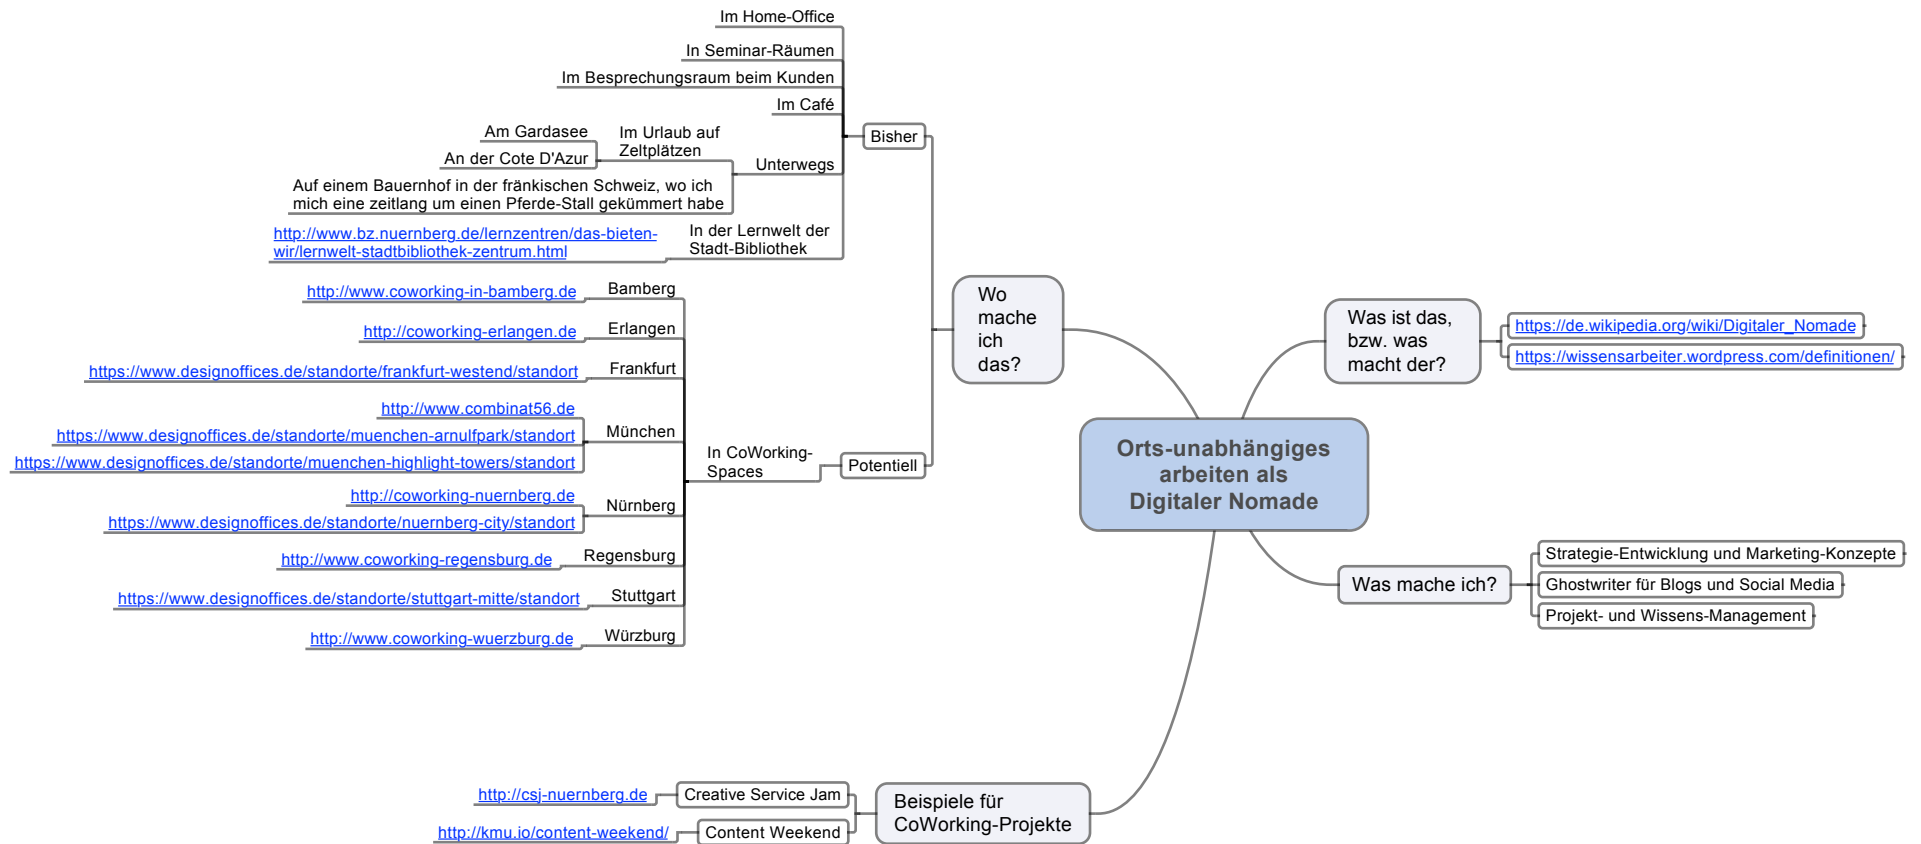 Orts-unabhängiges
arbeiten als
Digitaler Nomade
Was ist das,
bzw. was
macht der?
https://de.wikipedia.org/wiki/Digitaler_Nomade
https://wissensarbeiter.wordpress.com/definitionen/
Was mache ich?
Strategie-Entwicklung und Marketing-Konzepte
Ghostwriter für Blogs und Social Media
Projekt- und Wissens-Management
Wo
mache
ich
das?
Bisher
Im Home-Office
In Seminar-Räumen
Im Besprechungsraum beim Kunden
Im Café
Unterwegs
Im Urlaub auf
Zeltplätzen
Am Gardasee
An der Cote D'Azur
Auf einem Bauernhof in der fränkischen Schweiz, wo ich
mich eine zeitlang um einen Pferde-Stall gekümmert habe
In der Lernwelt der
Stadt-Bibliothek
http://www.bz.nuernberg.de/lernzentren/das-bieten-
wir/lernwelt-stadtbibliothek-zentrum.html
Potentiell
In CoWorking-
Spaces
Bamberg
http://www.coworking-in-bamberg.de
Erlangen
http://coworking-erlangen.de
Frankfurt
https://www.designoffices.de/standorte/frankfurt-westend/standort
München
http://www.combinat56.de
https://www.designoffices.de/standorte/muenchen-arnulfpark/standort
https://www.designoffices.de/standorte/muenchen-highlight-towers/standort
Nürnberg
http://coworking-nuernberg.de
https://www.designoffices.de/standorte/nuernberg-city/standort
Regensburg
http://www.coworking-regensburg.de
Stuttgart
https://www.designoffices.de/standorte/stuttgart-mitte/standort
Würzburg
http://www.coworking-wuerzburg.de
Beispiele für
CoWorking-Projekte
Creative Service Jam
http://csj-nuernberg.de
Content Weekend
http://kmu.io/content-weekend/